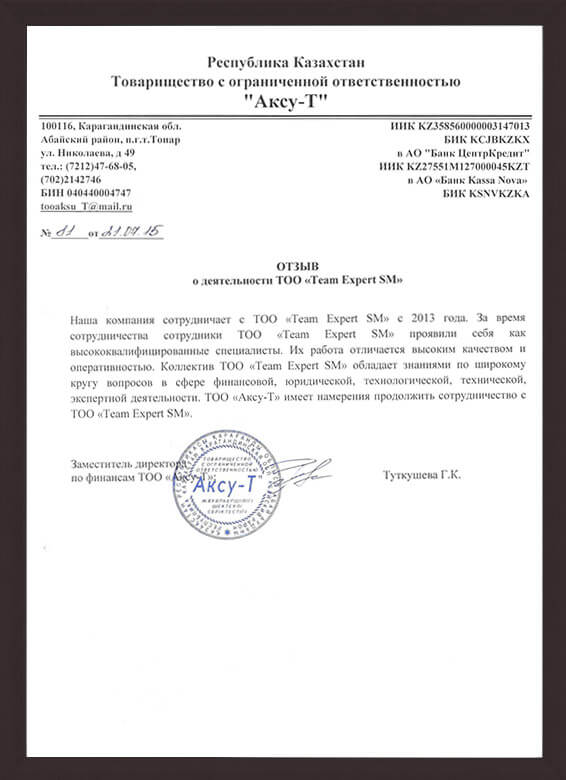 Республика Казахстан
Товарищество с ограниченной ответственностью
"Аксу-Т"
100116, Карагандинская обл.
Абайский район, п.г.т.Топар
ул. Николаева, д 49
тел.: (7212)47-68-05,
(702)2142746
БИН 040440004747
tooaksu_T@mail.ru
ИИК KZ358560000003147013
БИК KCJBKZKX
в АО "Банк ЦентрКредит"
ИИК KZ27551M127000045KZT
в АО «Банк Kassa Nova»
БИК KSNVKZKA
№ 81 от 21.07.15
ОТЗЫВ
о деятельности ТОО «Team Expert SM»
Наша компания сотрудничает с ТОО «Team Expert SM» с 2013 года. За время
сотрудничества сотрудники ТОО «Team Expert SM» проявили себя как
высококвалифицированные специалисты. Их работа отличается высоким качеством и
оперативностью. Коллектив ТОО «Team Expert SM» обладает знаниями по широкому
кругу вопросов в сфере финансовой, юридической, технологической, технической,
экспертной деятельности. ТОО «Аксу-Т» имеет намерения продолжить сотрудничество с
ТОО «Team Expert SM».
Заместитель директора
по финансам ТОО «Аксу-Т»
Туткушева Г.К.
ТОВАРИЩЕСТВО
С ОГРАНИЧЕННОЙ
ОТВЕТСТВЕННОСТЬЮ
"Аксу-Т"
ЖАУАПКЕРШІЛІГІ
ШЕКТЕУЛІ
СЕРІКТЕСТІГІ